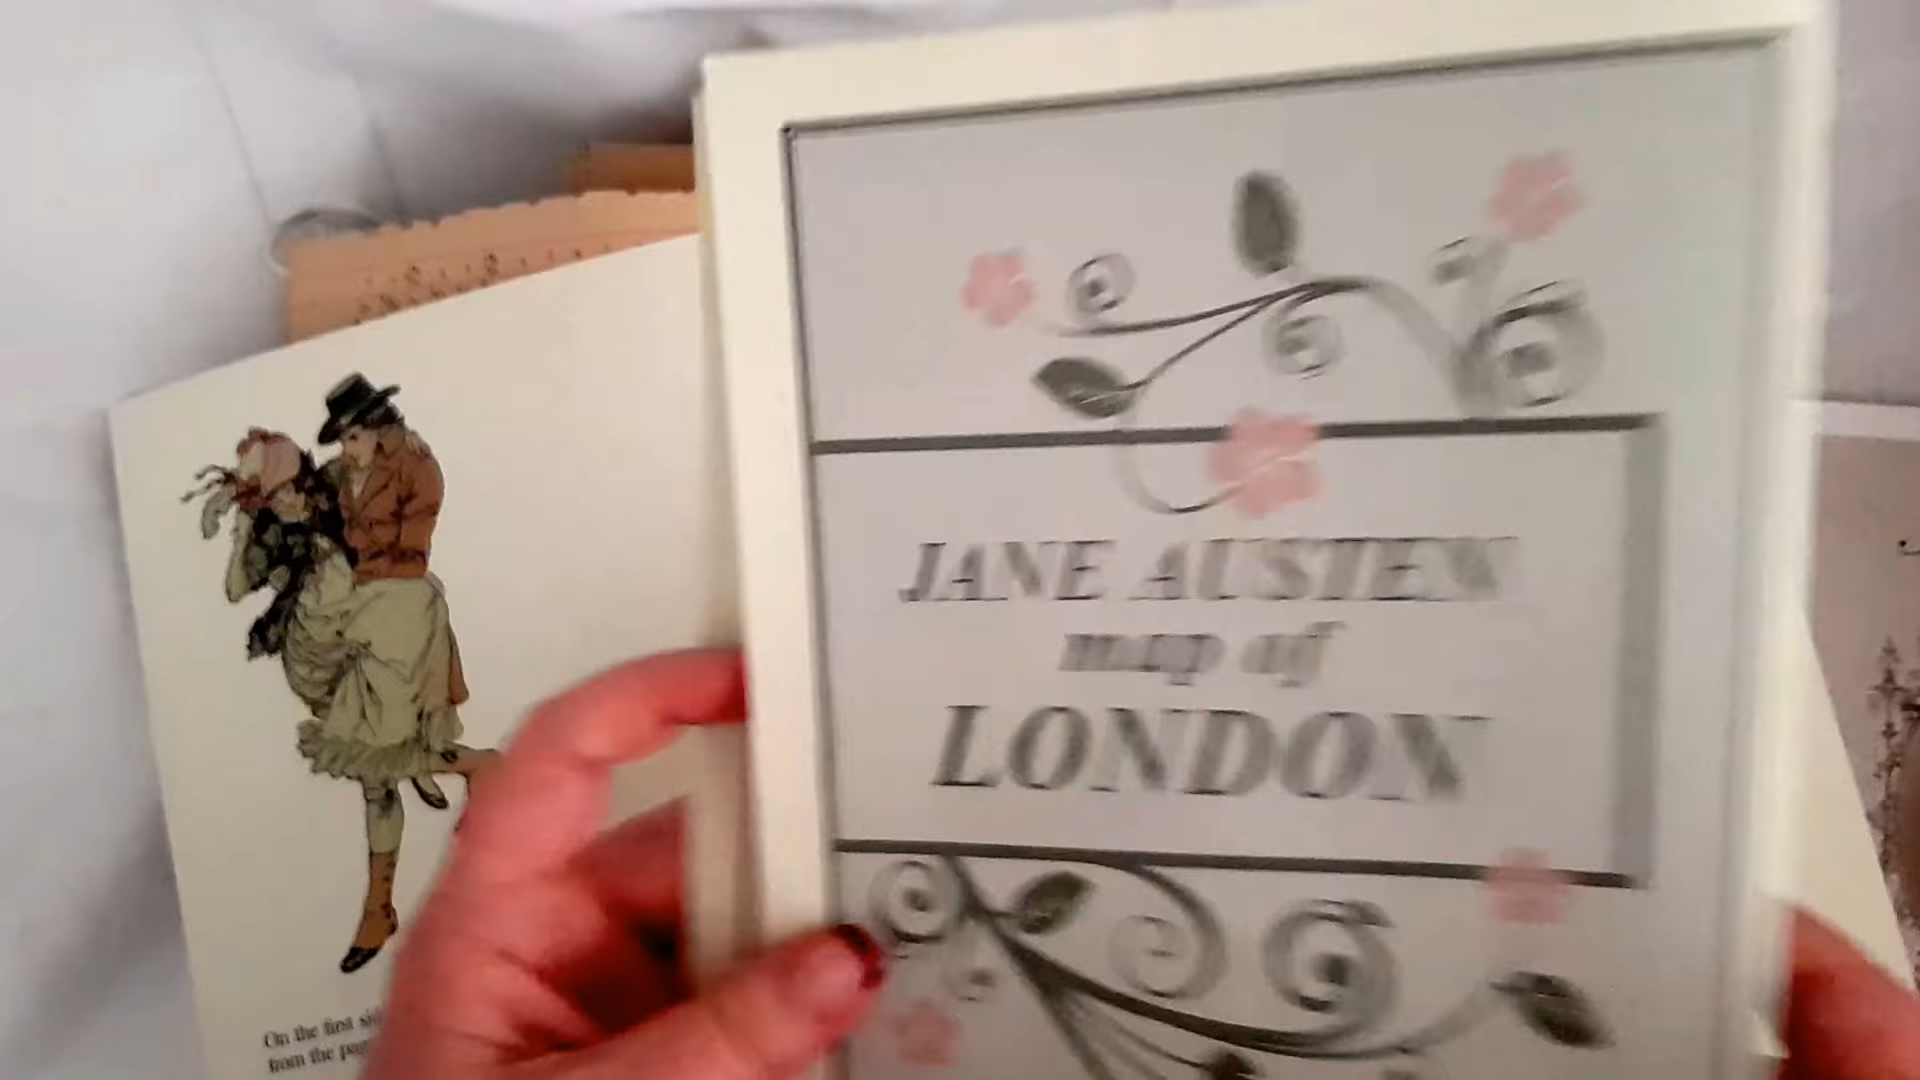 JANE AUSTEN
map of
LONDON
On the first
from the